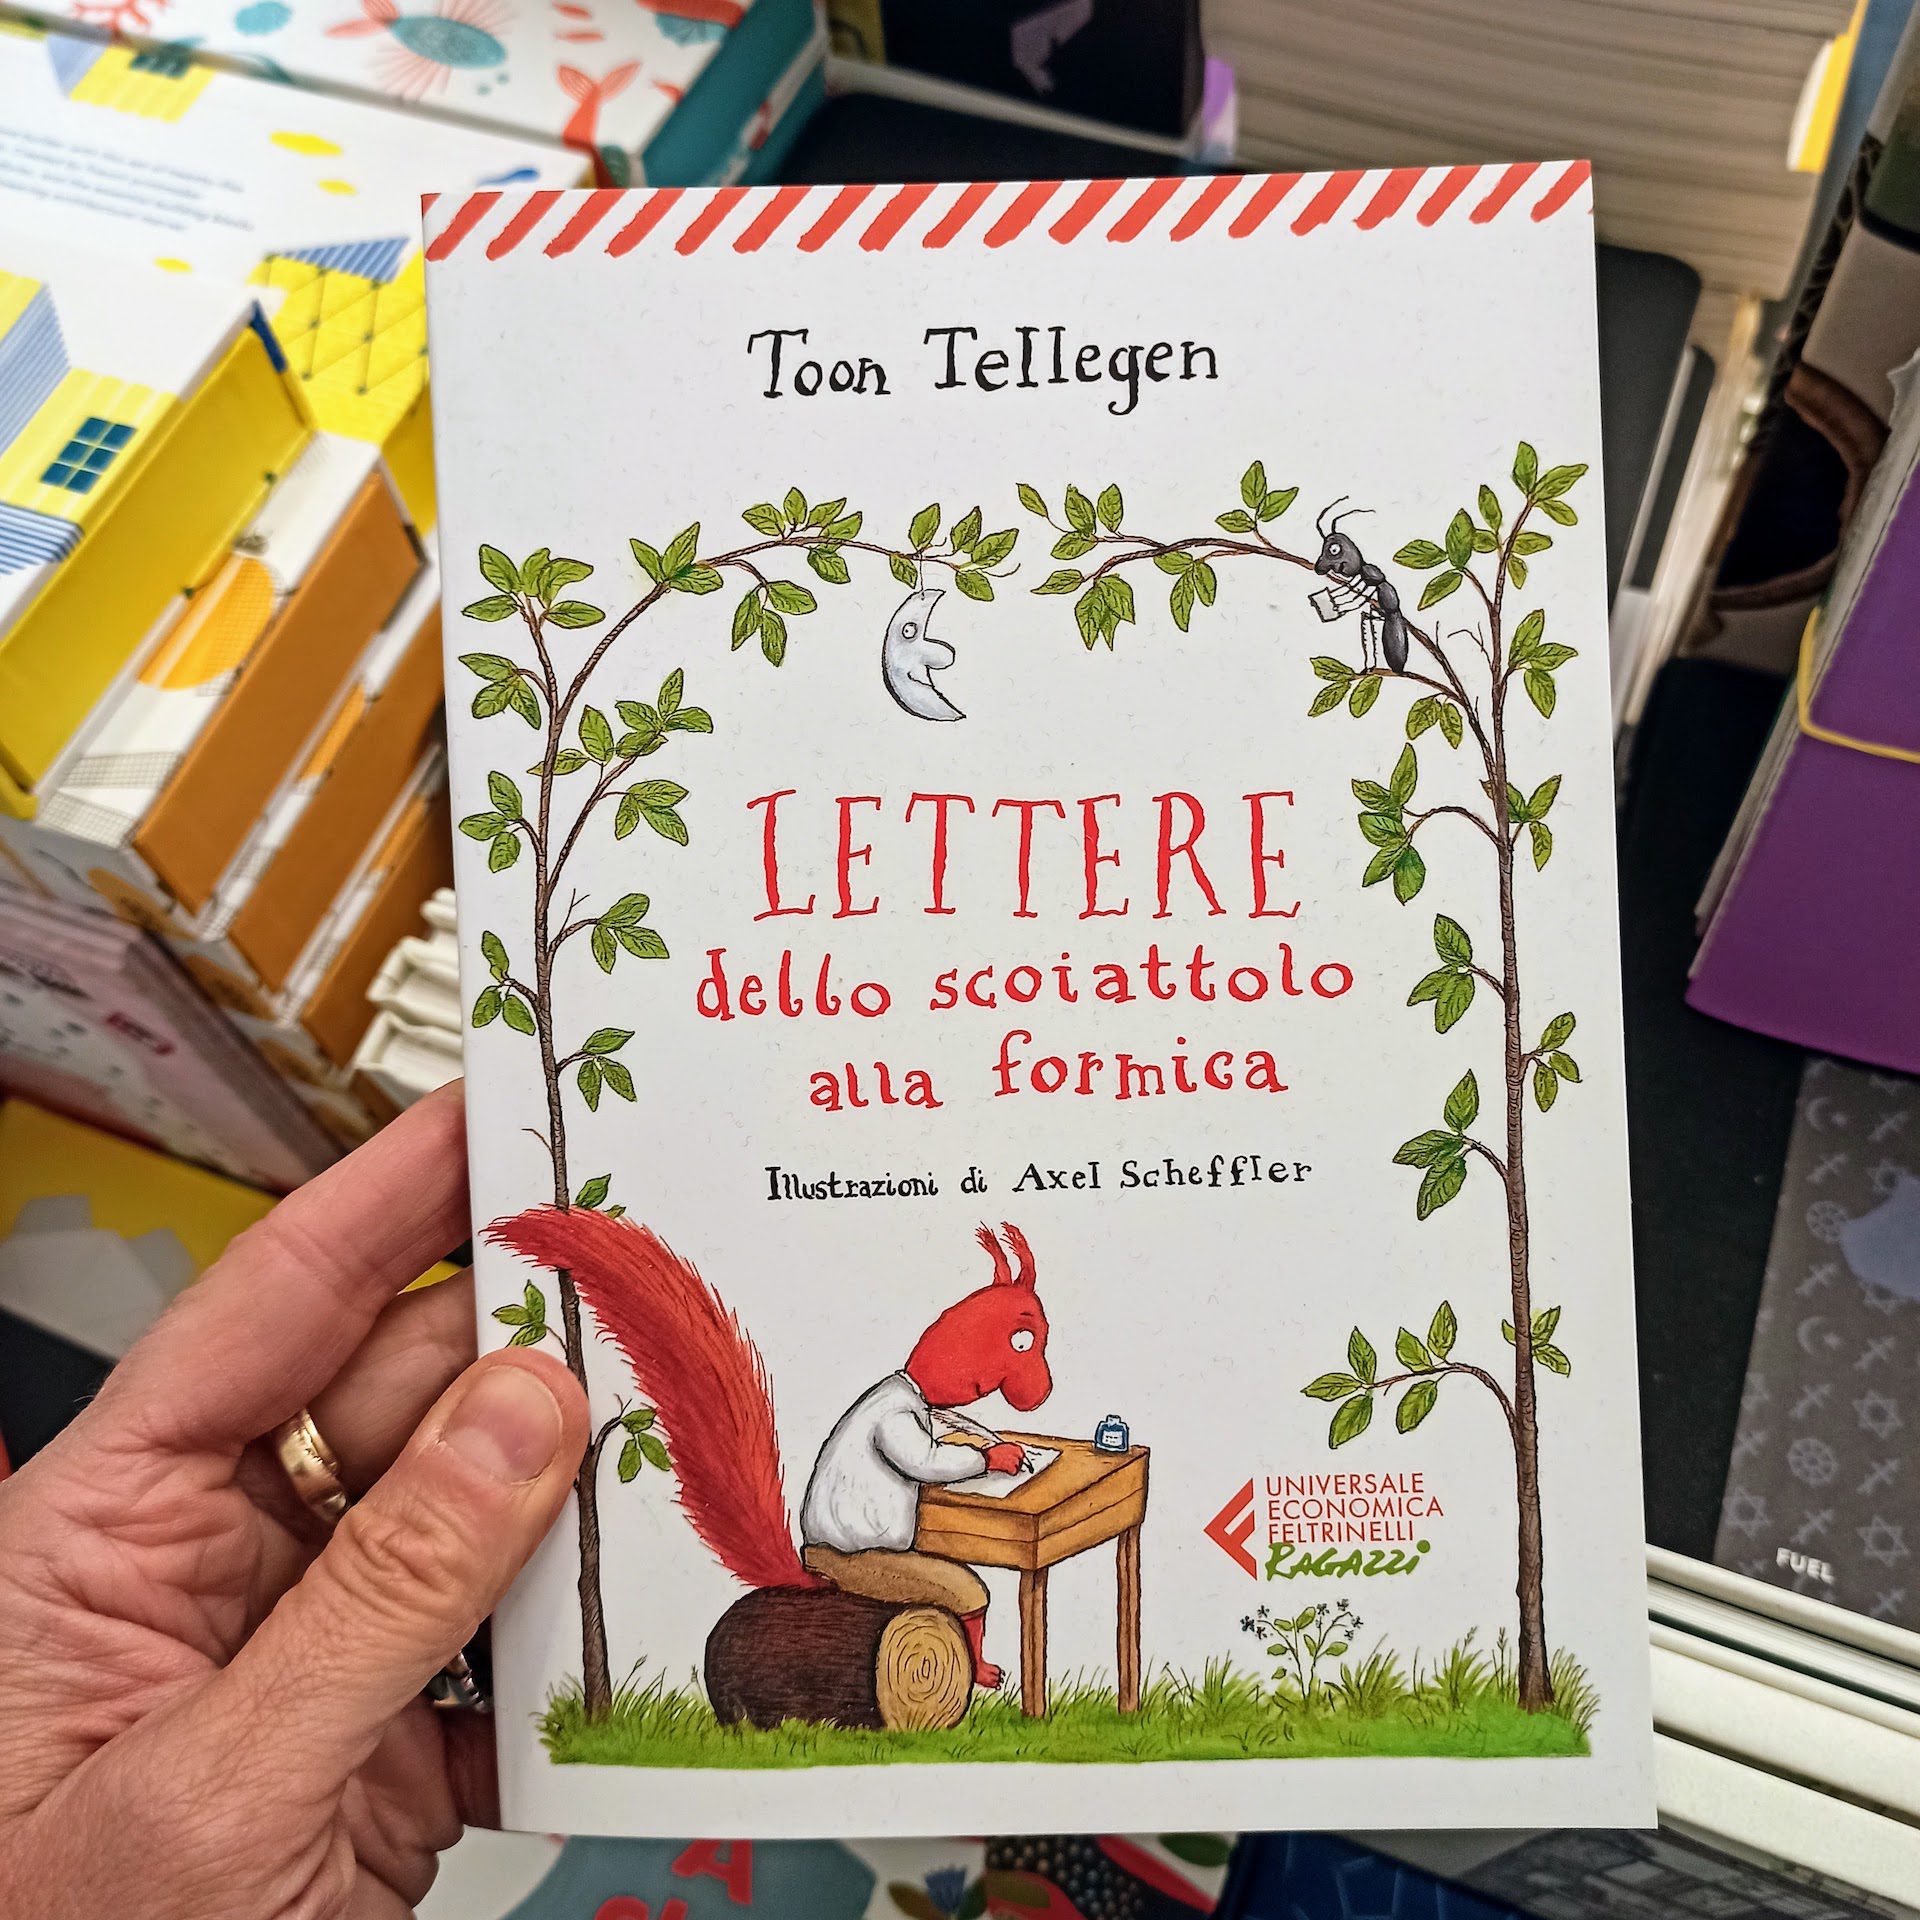 Toon Tellegen
LETTERE
dello scoiattolo
alla formica
Illustrazioni di Axel Scheffler
UNIVERSALE
ECONOMICA
FELTRINELLI
RAGAZZI
FUEL